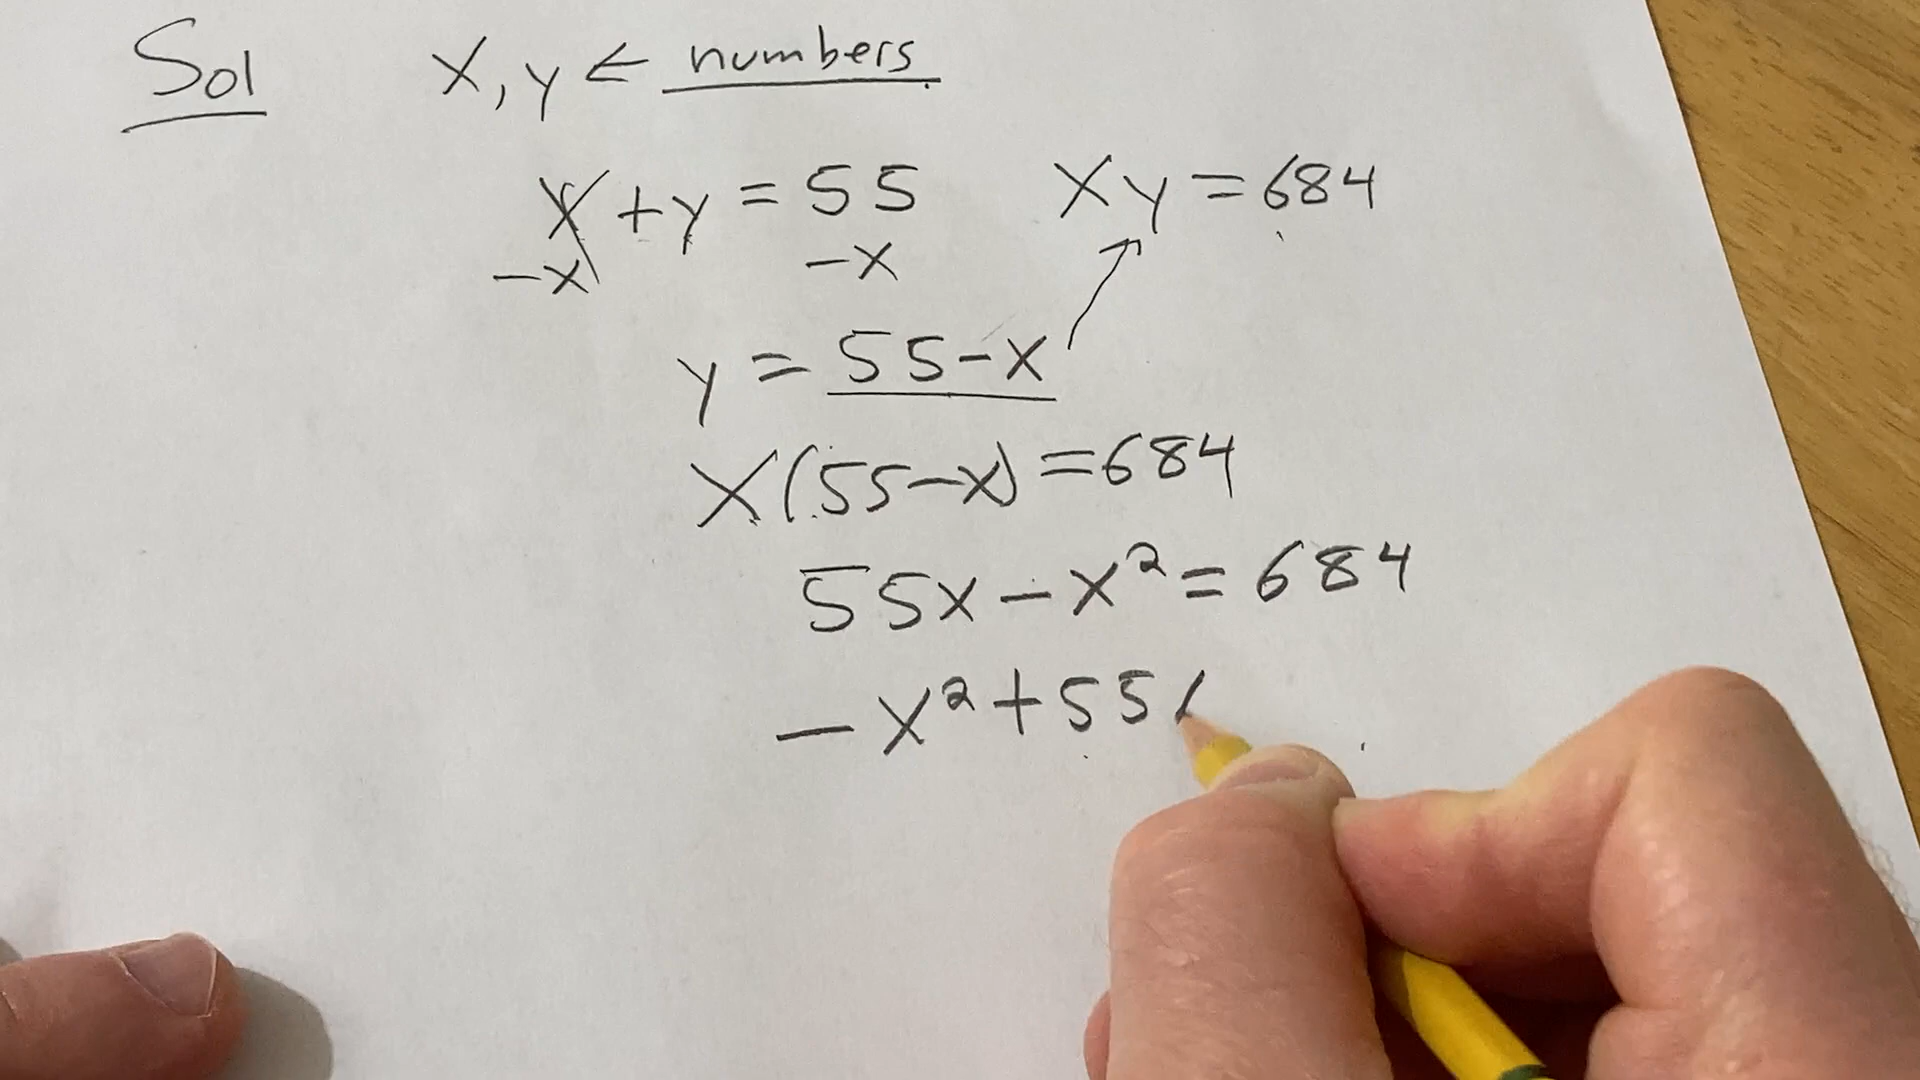 Sol x, y ← numbers.
x + y = 55 xy = 684
-x -x
y = 55-x
x(55-x) = 684
55x - x² = 684
- x² + 55